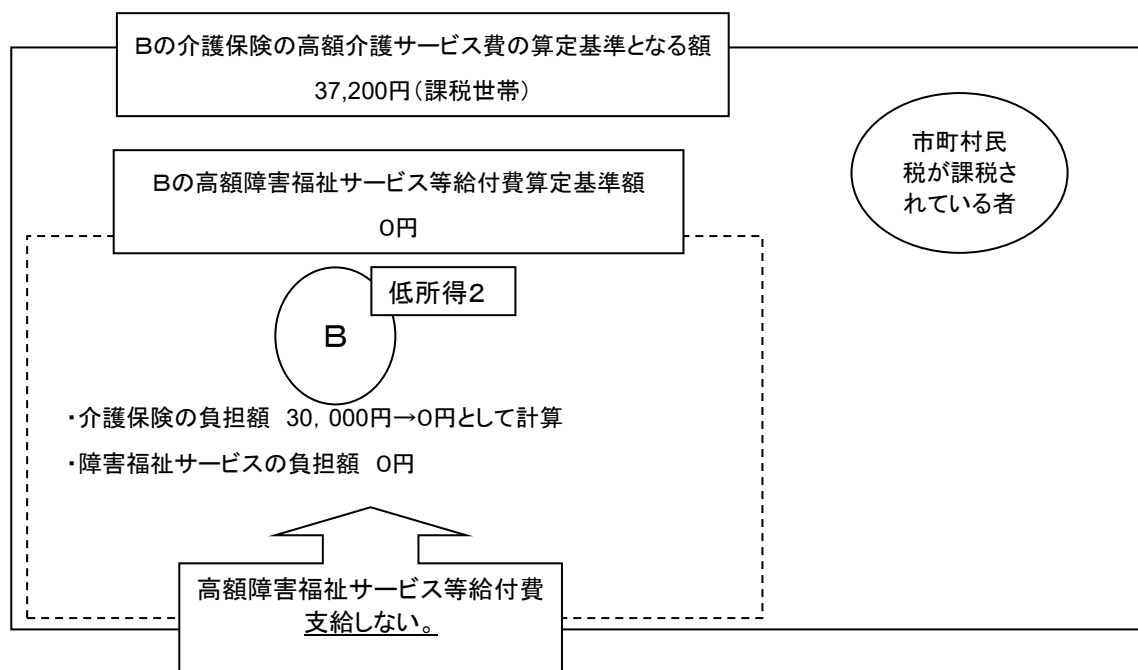 Bの介護保険の高額介護サービス費の算定基準となる額
37,200円(課税世帯)
市町村民
税が課税さ
れている者
Bの高額障害福祉サービス等給付費算定基準額
0円
低所得2
B
・介護保険の負担額 30,000円→0円として計算
・障害福祉サービスの負担額 0円
高額障害福祉サービス等給付費
支給しない。